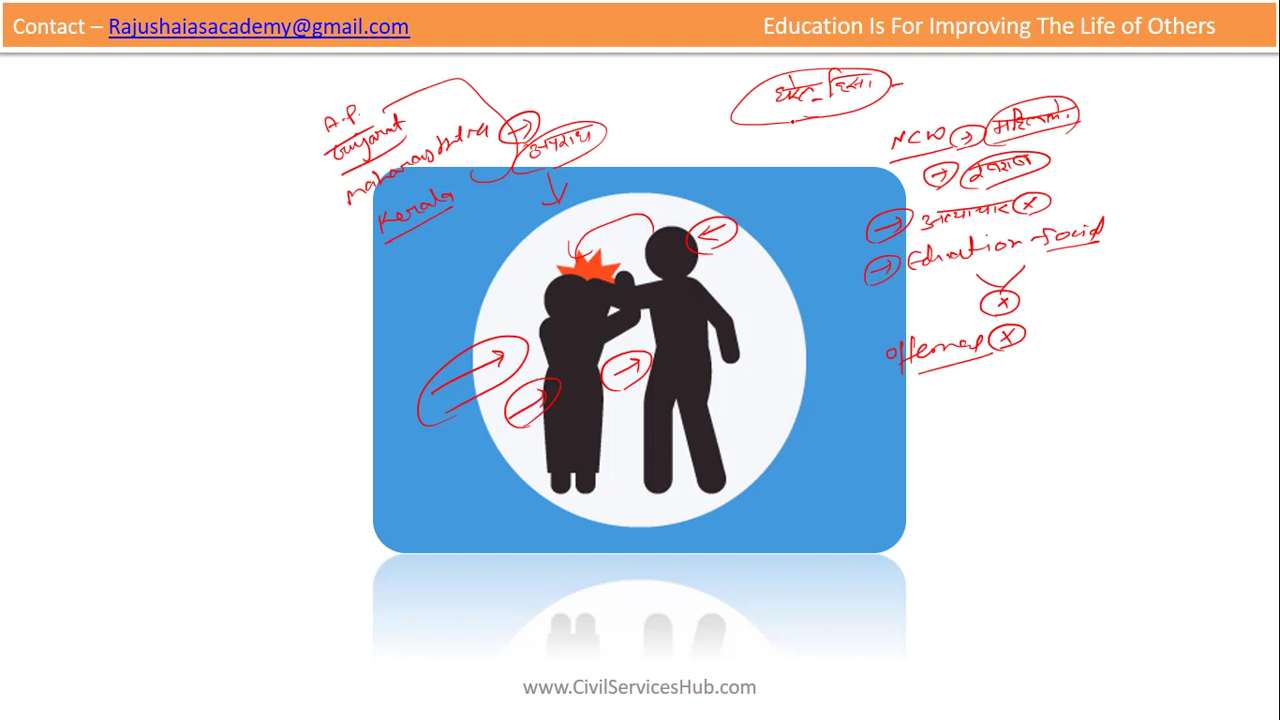 Contact – Rajushaiasacademy@gmail.com
Education Is For Improving The Life of Others
घरेलू हिंसा
A.P.
Gujarat
maharashtra
Kerala
अपराध
NCW → महिलाओं
→
→ अत्याचार x
→ Education - Social
x
x
www.CivilServicesHub.com